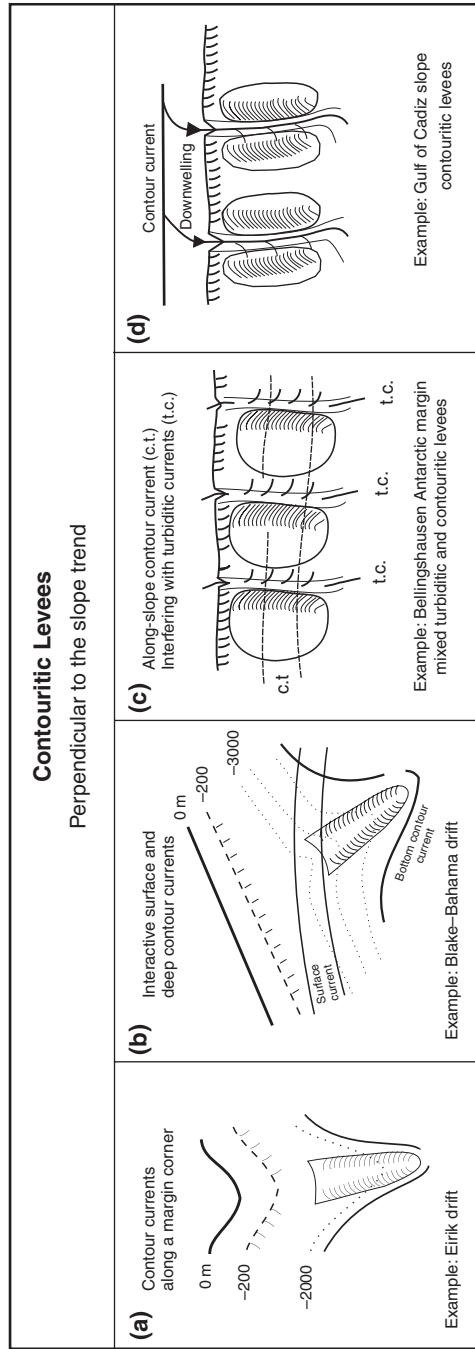 Contouritic Levees
Perpendicular to the slope trend
(a)
Contour currents
along a margin corner
0 m
−200
−2000
Example: Eirik drift
(b)
Interactive surface and
deep contour currents
0 m
−200
−3000
Surface
current
Bottom contour
current
Example: Blake–Bahama drift
(c)
Along-slope contour current (c.t.)
Interfering with turbiditic currents (t.c.)
c.t
t.c.
t.c.
t.c.
Example: Bellingshausen Antarctic margin
mixed turbiditic and contouritic levees
(d)
Contour current
Downwelling
Example: Gulf of Cadiz slope
contouritic levees